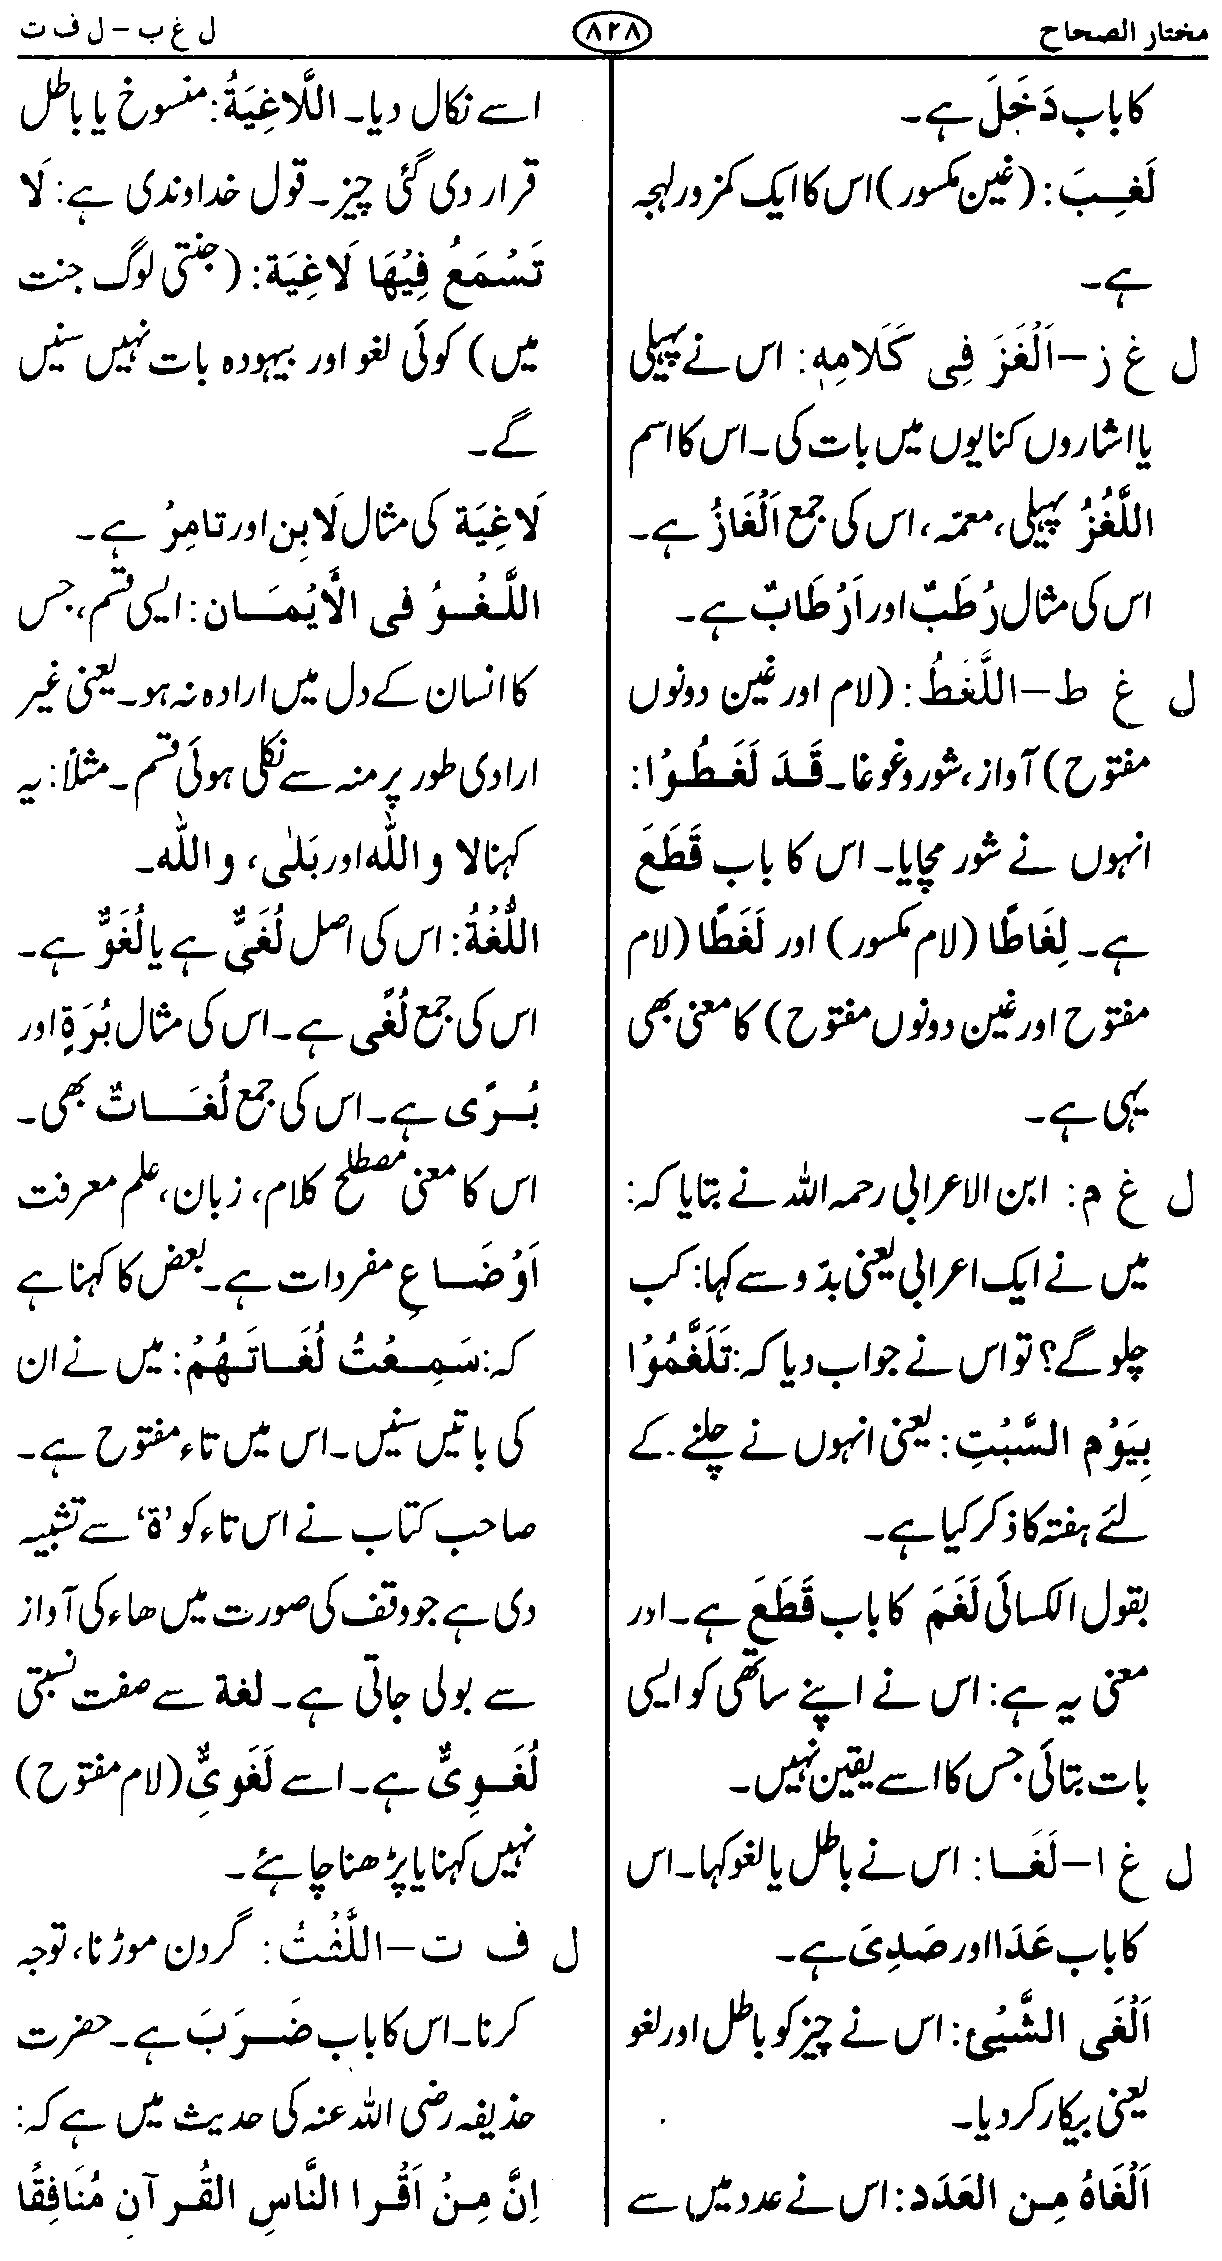 مختار الصحاح
۸۲۸
ل غ ب – ل ف ت
کا باب دَخَلَ ہے۔
لَغِبَ: (غین مکسور) اس کا ایک کمزور لہجہ
ہے۔
ل غ ز – اَلْغَزَ فِی کَلَامِهٖ: اس نے پہیلی
یا اشاروں کنایوں میں بات کی۔ اس کا اسم
اللُّغَزُ پہیلی، معمّہ، اس کی جمع اَلْغَازُ ہے۔
اس کی مثال رُطَبٌ اور اَرْطَابٌ ہے۔
ل غ ط – اللَّغَطُ: (لام اور غین دونوں
مفتوح) آواز، شور و غوغا۔ قَدَ لَغَطُوْا:
انہوں نے شور مچایا۔ اس کا باب قَطَعَ
ہے۔ لِغَاطًا (لام مکسور) اور لَغَطًا (لام
مفتوح اور غین دونوں مفتوح) کا معنی بھی
یہی ہے۔
ل غ م: ابن الاعرابی رحمہ اللہ نے بتایا کہ:
میں نے ایک اعرابی یعنی بدّو سے کہا: کب
چلو گے؟ تو اس نے جواب دیا کہ: تَلَغَّمُوْا
بِیَوْمِ السَّبْتِ: یعنی انہوں نے چلنے کے
لئے ہفتہ کا ذکر کیا ہے۔
بقول الکسائی لَغَمَ کا باب قَطَعَ ہے۔ اور
معنی یہ ہے: اس نے اپنے ساتھی کو ایسی
بات بتائی جس کا اسے یقین نہیں۔
ل غ ا – لَغَا: اس نے باطل یا لغو کہا۔ اس
کا باب عَدَا اور صَدِیَ ہے۔
اَلْغَی الشَّیْئَ: اس نے چیز کو باطل اور لغو
یعنی بیکار کر دیا۔
اَلْغَاهُ مِنَ العَدَد: اس نے عدد میں سے
اسے نکال دیا۔ اللَّاغِیَةُ: منسوخ یا باطل
قرار دی گئی چیز۔ قول خداوندی ہے: لَا
تَسْمَعُ فِیْهَا لَاغِیَة: (جنتی لوگ جنت
میں) کوئی لغو اور بیہودہ بات نہیں سنیں
گے۔
لَاغِیَة کی مثال لَابِن اور تامِرُ ہے۔
اللَّغْوُ فی الْأَیْمَان: ایسی قسم، جس
کا انسان کے دل میں ارادہ نہ ہو۔ یعنی غیر
ارادی طور پر منہ سے نکلی ہوئی قسم۔ مثلاً: یہ
کہنا لا واللّٰہ اور بَلیٰ، واللّٰہ۔
اللُّغَةُ: اس کی اصل لُغَیٌّ ہے یا لُغَوٌّ ہے۔
اس کی جمع لُغًی ہے۔ اس کی مثال بُرَةٍ اور
بُرًی ہے۔ اس کی جمع لُغَاتٌ بھی۔
اس کا معنی مصطلح کلام، زبان، علم معرفت
اَوْضَاعِ مفردات ہے۔ بعض کا کہنا ہے
کہ: سَمِعْتُ لُغَاتَهُمْ: میں نے ان
کی باتیں سنیں۔ اس میں تاء مفتوح ہے۔
صاحب کتاب نے اس تاء کو ’ة‘ سے تشبیہ
دی ہے جو وقف کی صورت میں ھاء کی آواز
سے بولی جاتی ہے۔ لغة سے صفت نسبتی
لُغَوِیٌّ ہے۔ اسے لَغَوِیٌّ (لام مفتوح)
نہیں کہنا یا پڑھنا چاہئے۔
ل ف ت – اللَّفْتُ: گردن موڑنا، توجہ
کرنا۔ اس کا باب ضَرَبَ ہے۔ حضرت
حذیفہ رضی اللہ عنہ کی حدیث میں ہے کہ:
اِنَّ مِنْ اَقْرا النَّاسِ القُرآنِ مُنَافِقًا